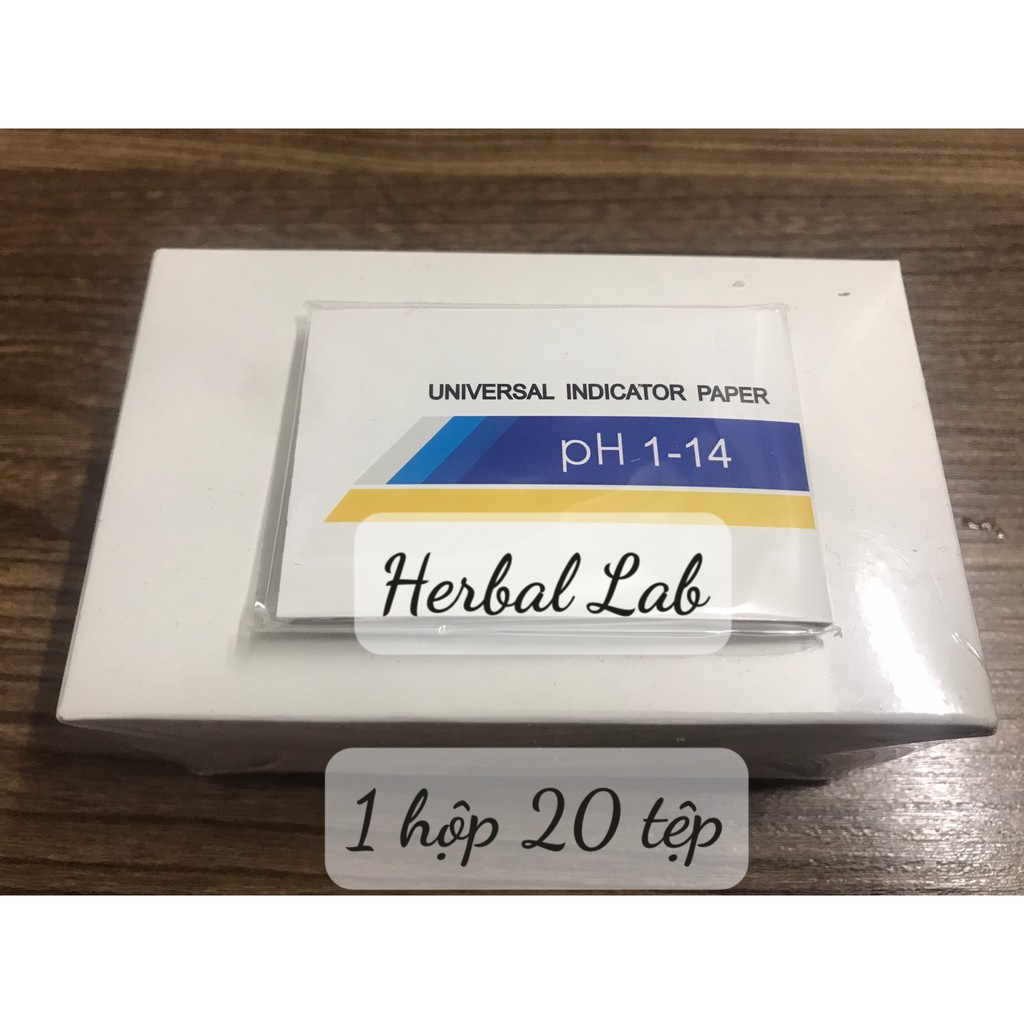 UNIVERSAL INDICATOR PAPER
pH 1-14
Herbal Lab
1 hộp 20 tệp